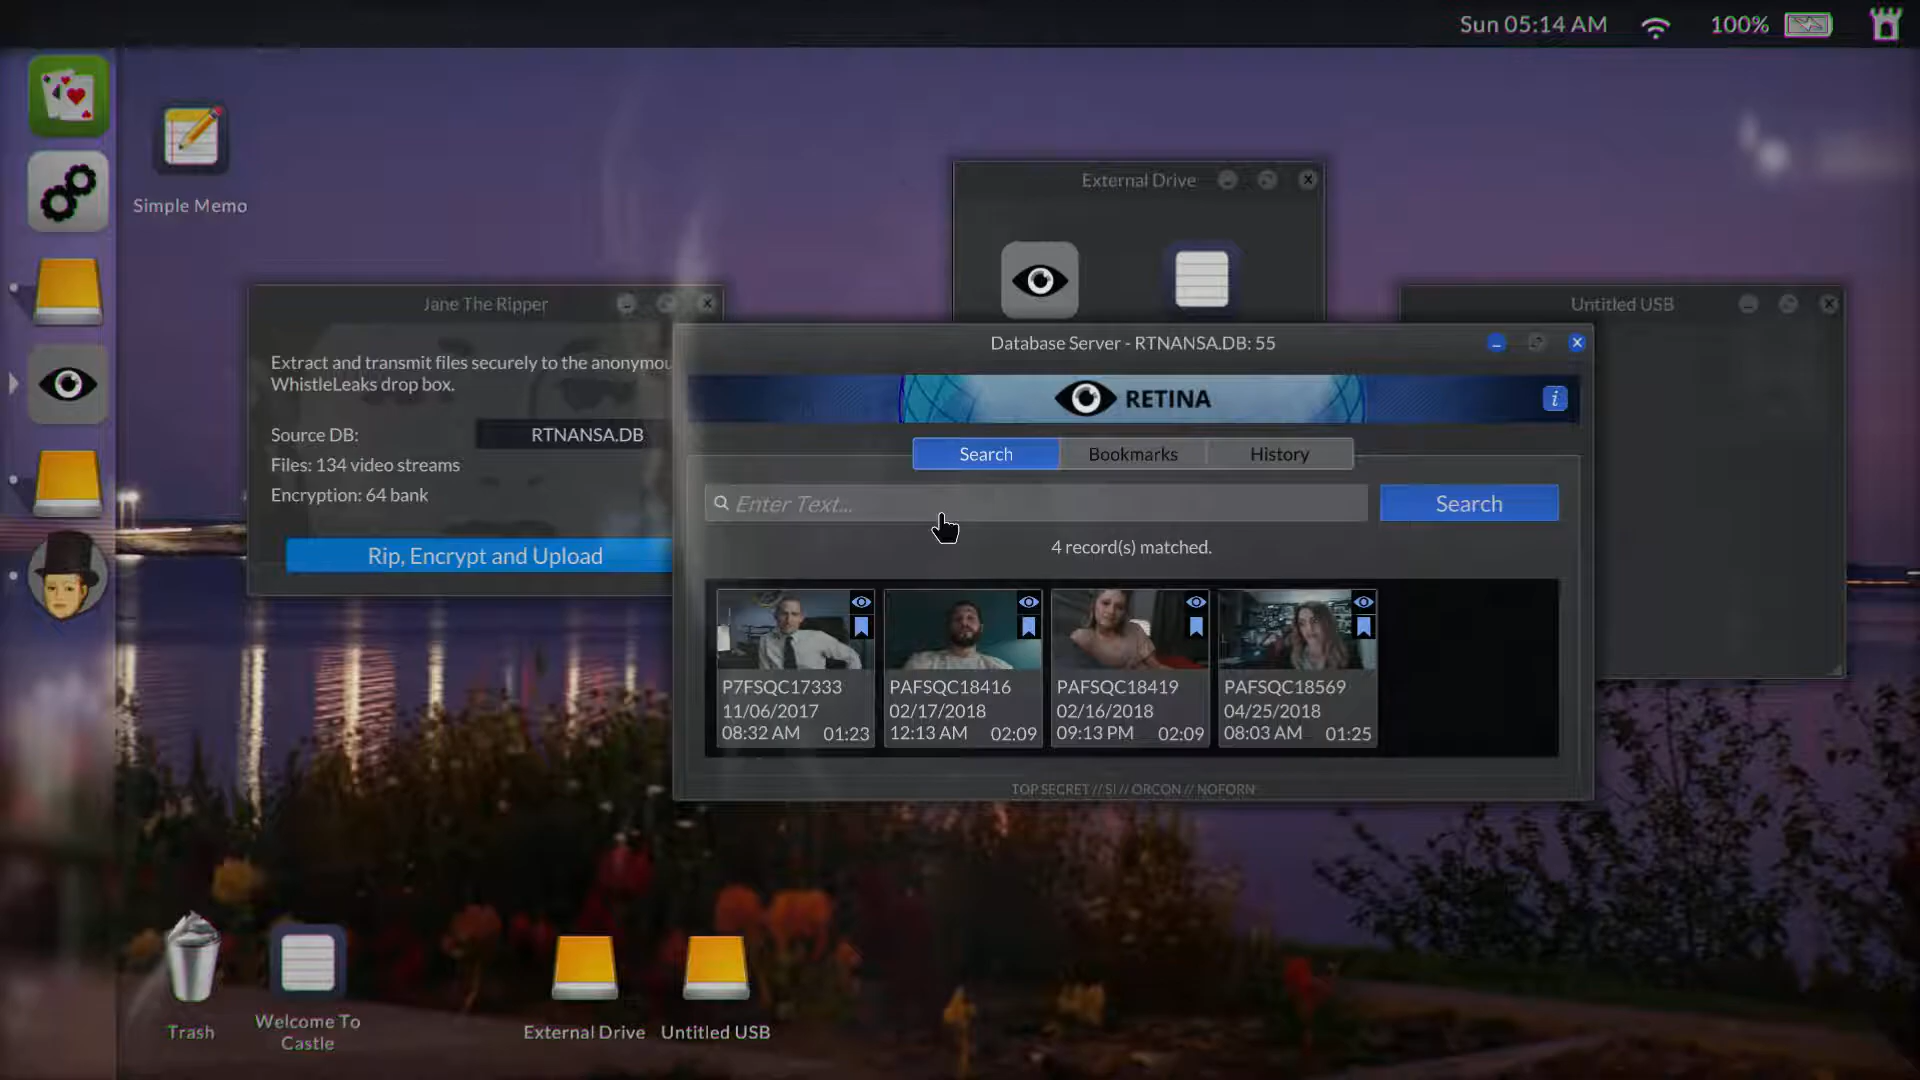 Sun 05:14 AM
100%
Simple Memo
External Drive
Jane The Ripper
Untitled USB
Extract and transmit files securely to the anonymou
WhistleLeaks drop box.
Source DB:
RTNANSA.DB
Files: 134 video streams
Encryption: 64 bank
Rip, Encrypt and Upload
Database Server - RTNANSA.DB: 55
RETINA
i
Search
Bookmarks
History
Enter Text...
Search
4 record(s) matched.
P7FSQC17333
11/06/2017
08:32 AM 01:23
PAFSQC18416
02/17/2018
12:13 AM 02:09
PAFSQC18419
02/16/2018
09:13 PM 02:09
PAFSQC18569
04/25/2018
08:03 AM 01:25
TOP SECRET // SI // ORCON // NOFORN
Trash
Welcome To
Castle
External Drive
Untitled USB